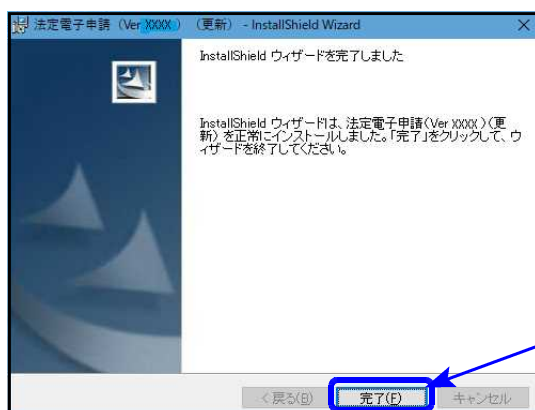 法定電子申請（Ver XXXX ） （更新） - InstallShield Wizard
InstallShield ウィザードを完了しました
InstallShield ウィザードは、法定電子申請(Ver XXXX ) (更
新) を正常にインストールしました。「完了」をクリックして、ウ
ィザードを終了してください。
< 戻る(B) 完了(F) キャンセル